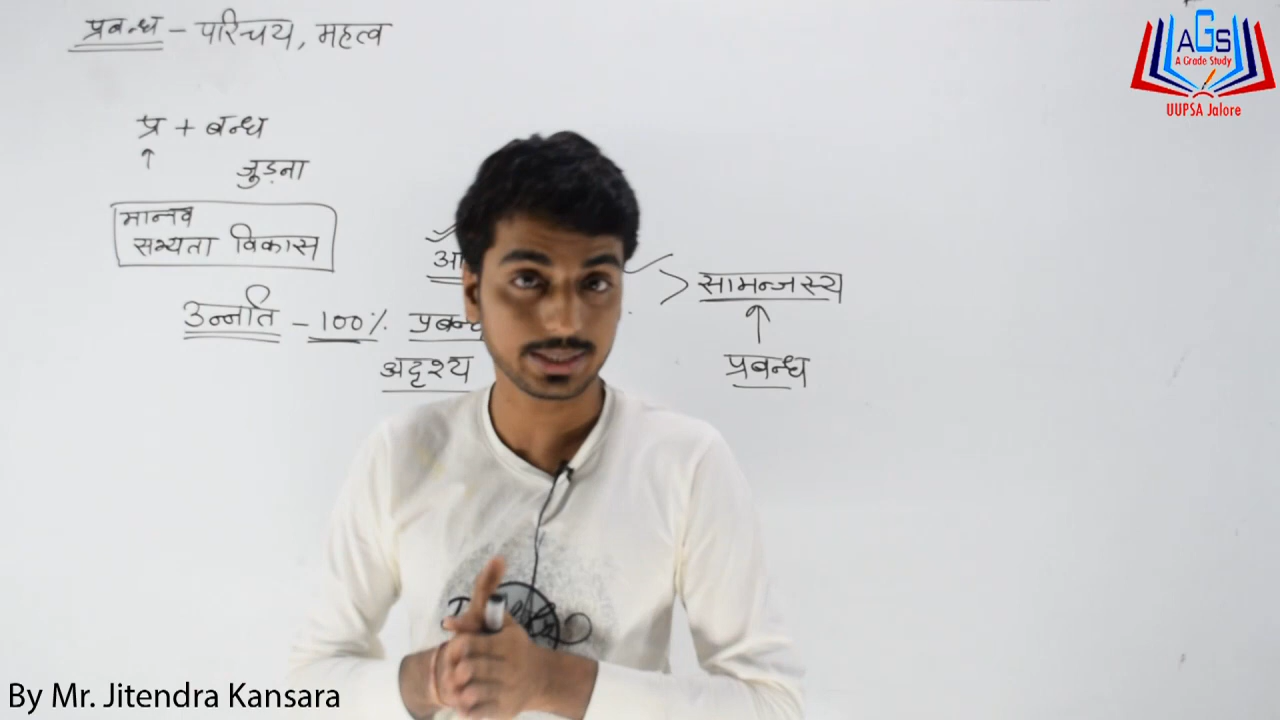 प्रबन्ध - परिचय, महत्व
AGS
A Grade Study
UUPSA Jalore
प्र + बन्ध
↑ जुड़ना
मानव
सभ्यता विकास
सामन्जस्य
↑
उन्नति - 100%
अदृश्य
प्रबन्ध
By Mr. Jitendra Kansara